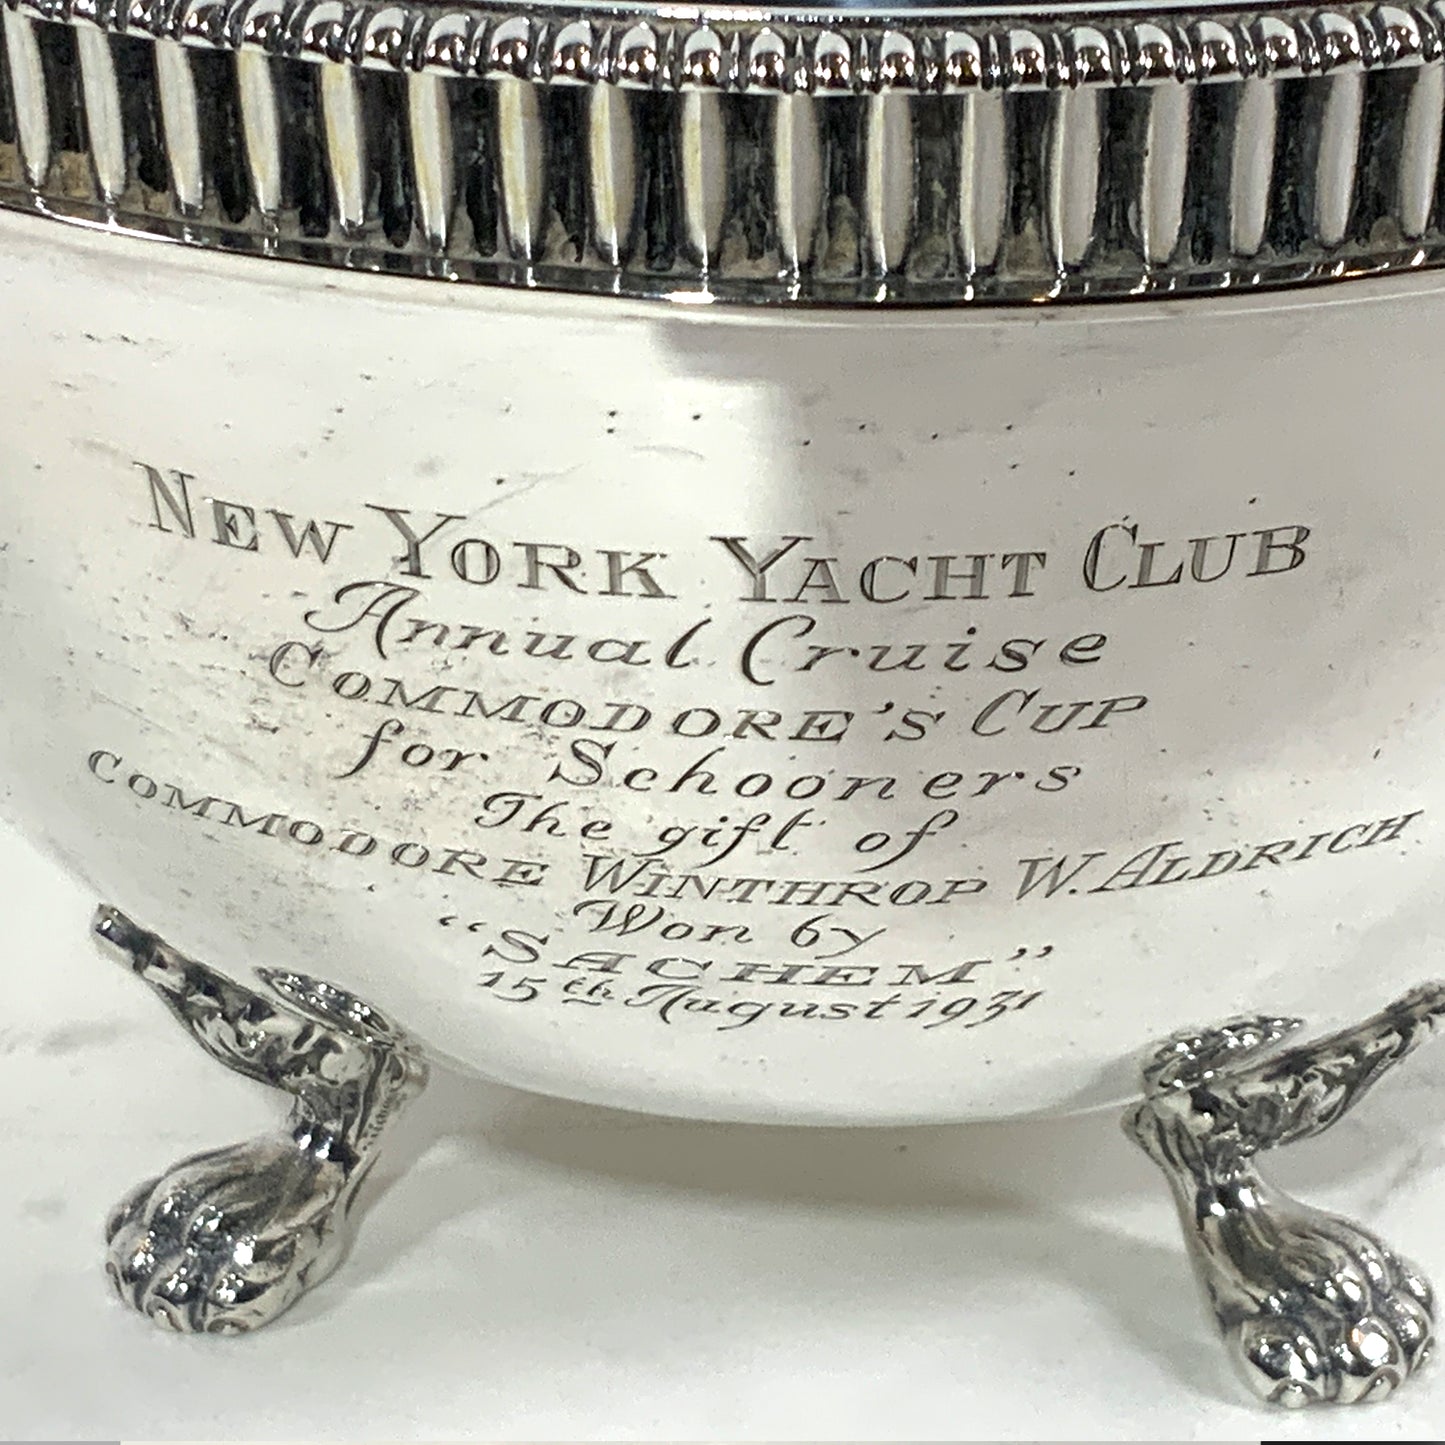 NEW YORK YACHT CLUB
Annual Cruise
COMMODORE'S CUP
for Schooners
The gift of
COMMODORE WINTHROP W. ALDRICH
Won by
"SACHEM"
15th August 1931